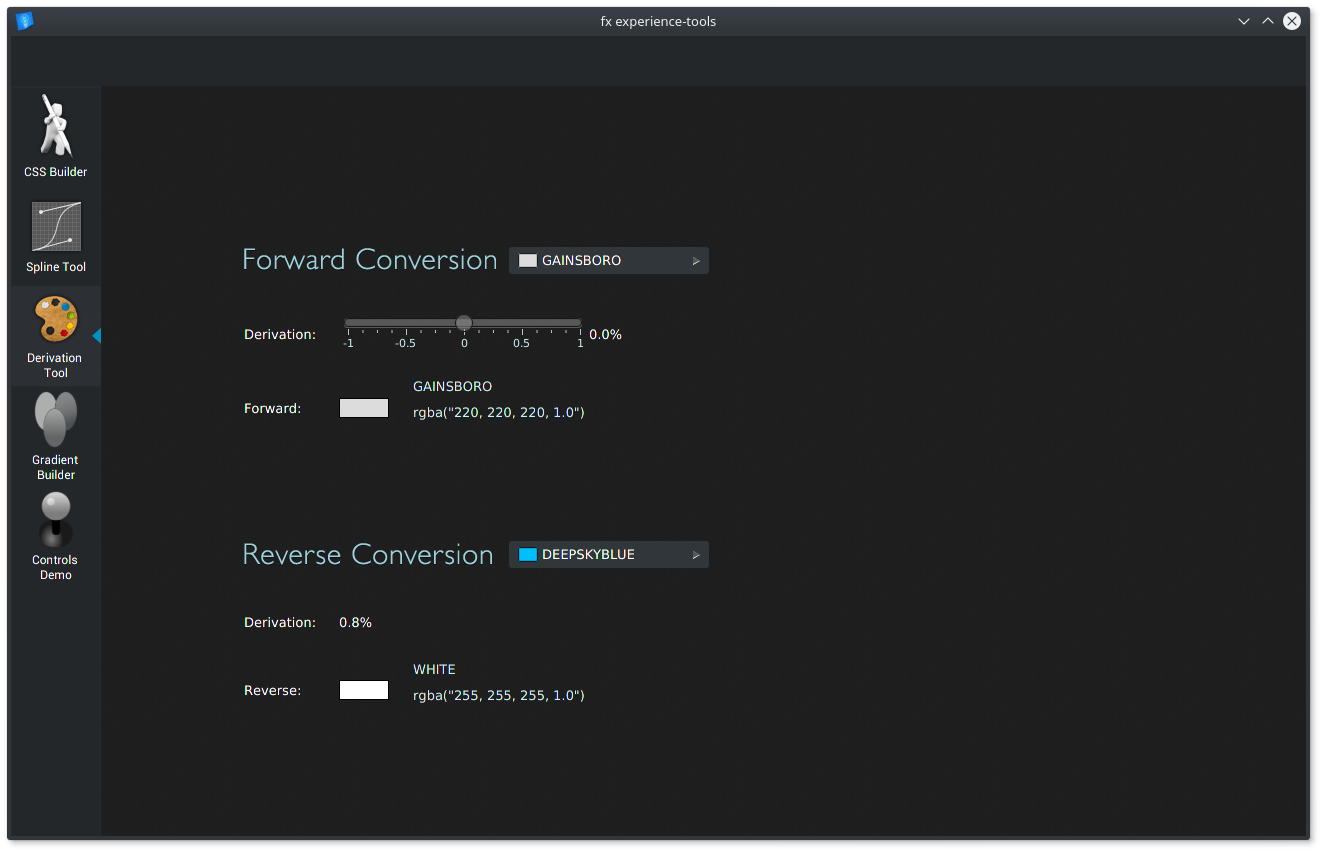 fx experience-tools
CSS Builder
Spline Tool
Derivation
Tool
Gradient
Builder
Controls
Demo
Forward Conversion
GAINSBORO
Derivation:
-1 -0.5 0 0.5 1
0.0%
Forward:
GAINSBORO
rgba("220, 220, 220, 1.0")
Reverse Conversion
DEEPSKYBLUE
Derivation: 0.8%
Reverse:
WHITE
rgba("255, 255, 255, 1.0")